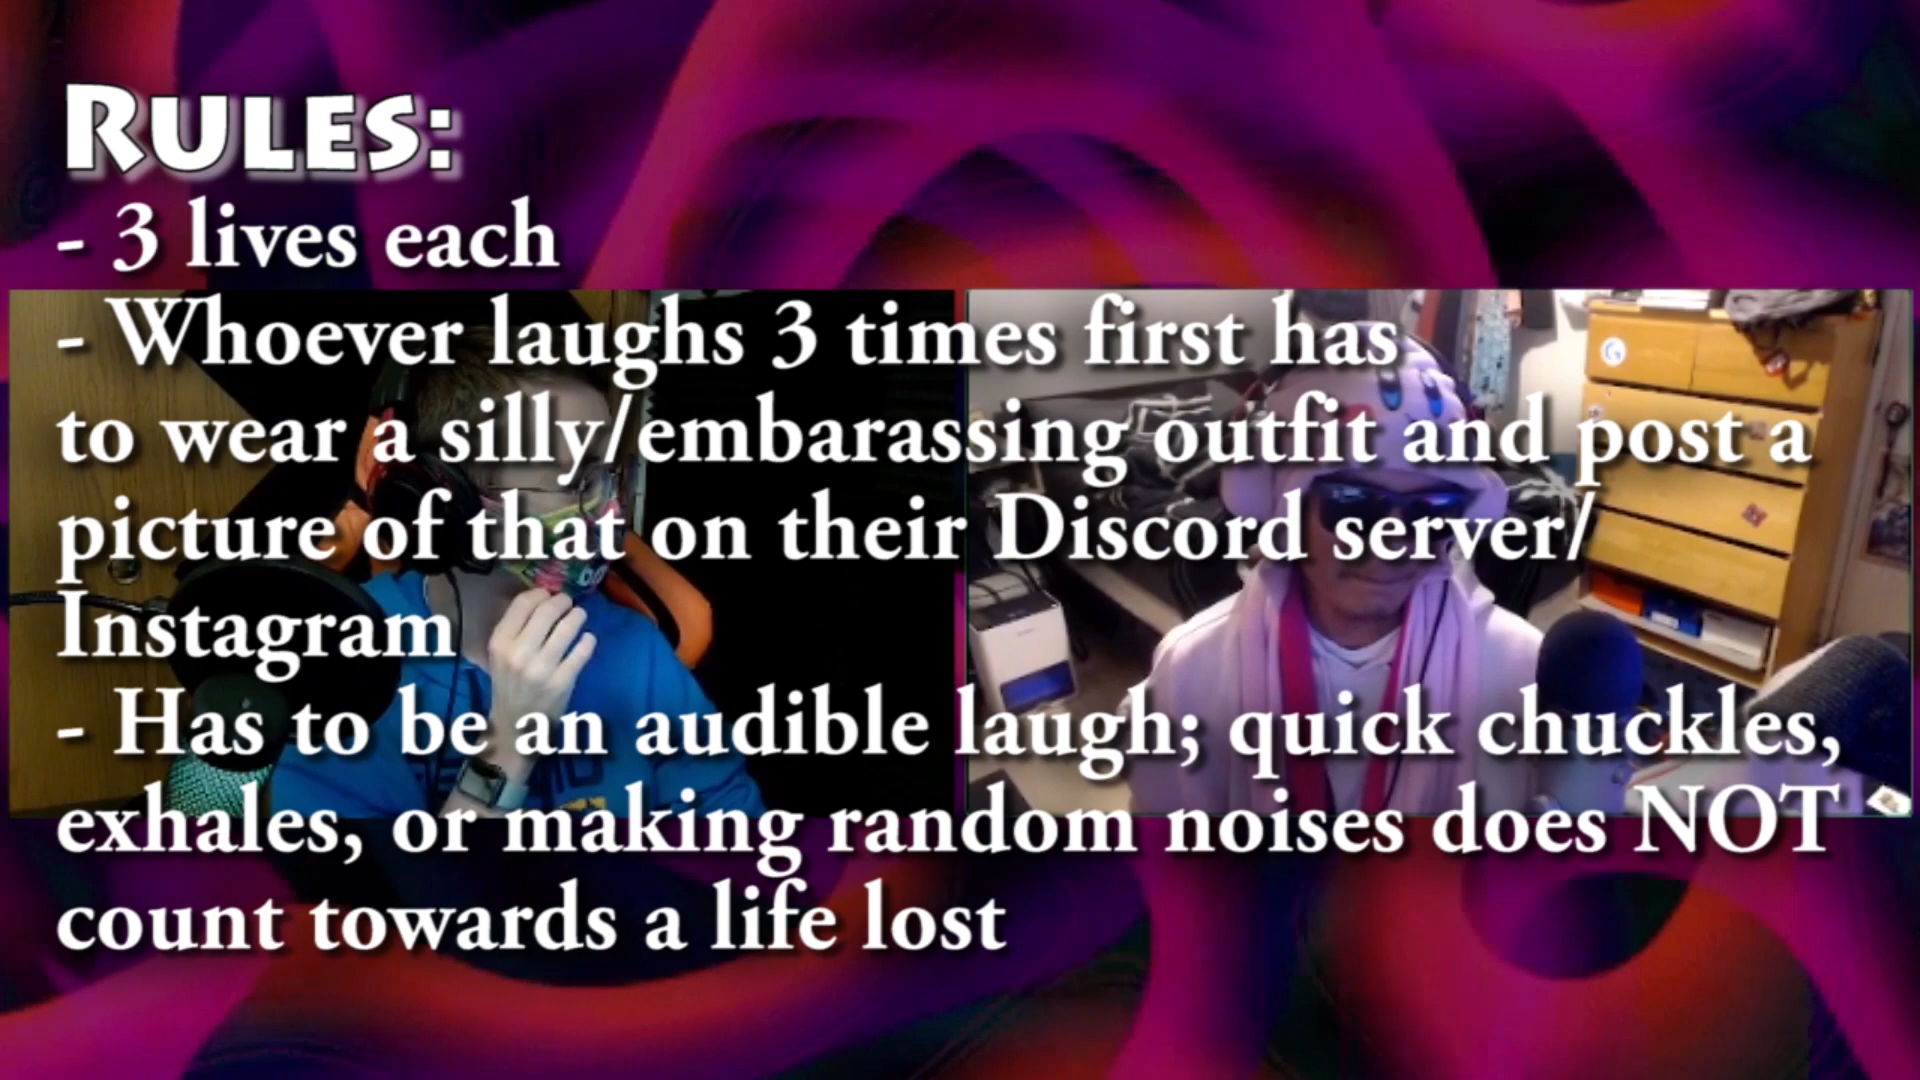 RULES:
- 3 lives each
- Whoever laughs 3 times first has
to wear a silly/embarassing outfit and post a
picture of that on their Discord server/
Instagram
- Has to be an audible laugh; quick chuckles,
exhales, or making random noises does NOT
count towards a life lost